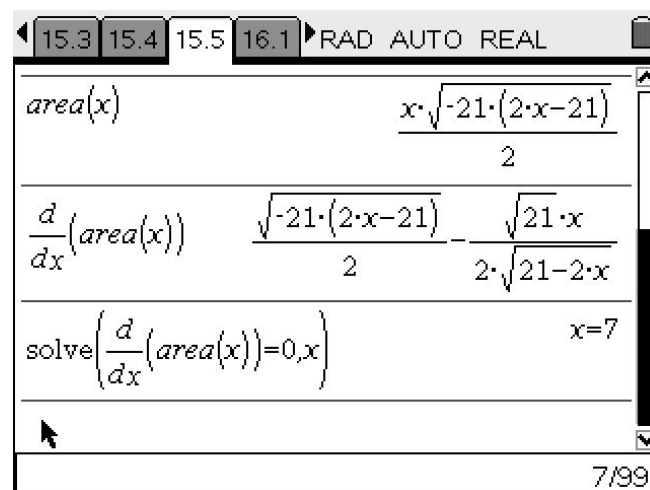 15.3 15.4 15.5 16.1 RAD AUTO REAL
area(x) x·√-21·(2·x-21) / 2
d/dx(area(x)) √-21·(2·x-21) / 2 - √21·x / 2·√21-2·x
solve(d/dx(area(x))=0,x) x=7
7/99